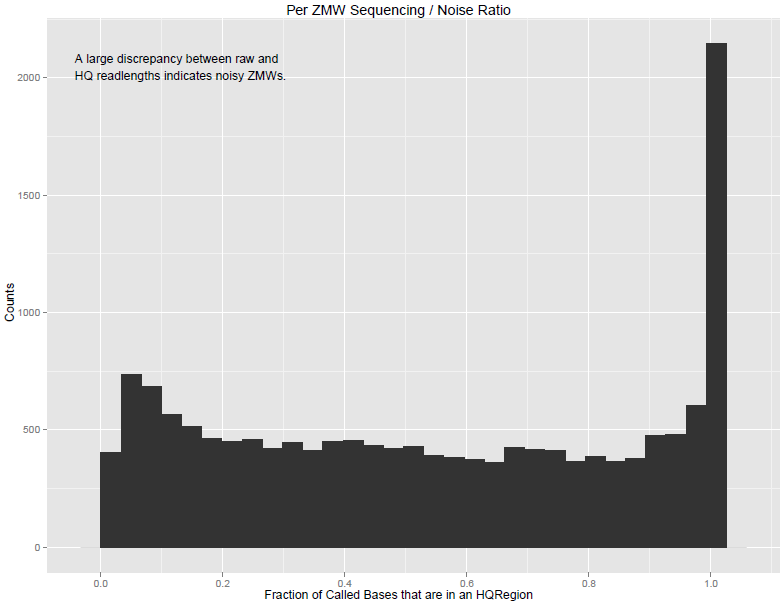 Per ZMW Sequencing / Noise Ratio
A large discrepancy between raw and
HQ readlengths indicates noisy ZMWs.
2000
1500
1000
500
0
Counts
0.0 0.2 0.4 0.6 0.8 1.0
Fraction of Called Bases that are in an HQRegion